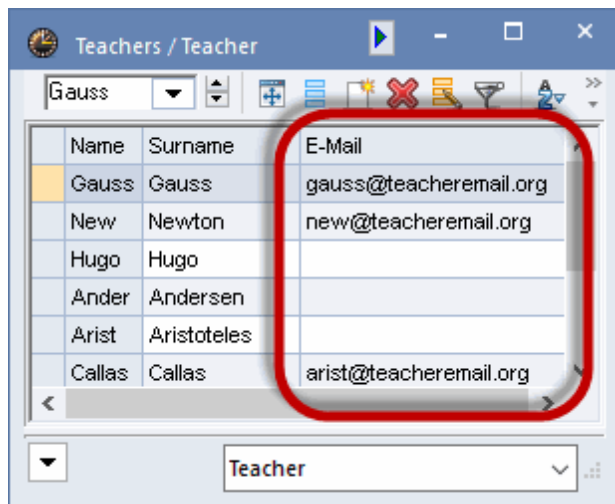 Teachers / Teacher
Gauss
Name Surname E-Mail
Gauss Gauss gauss@teacheremail.org
New Newton new@teacheremail.org
Hugo Hugo
Ander Andersen
Arist Aristoteles
Callas Callas arist@teacheremail.org
Teacher